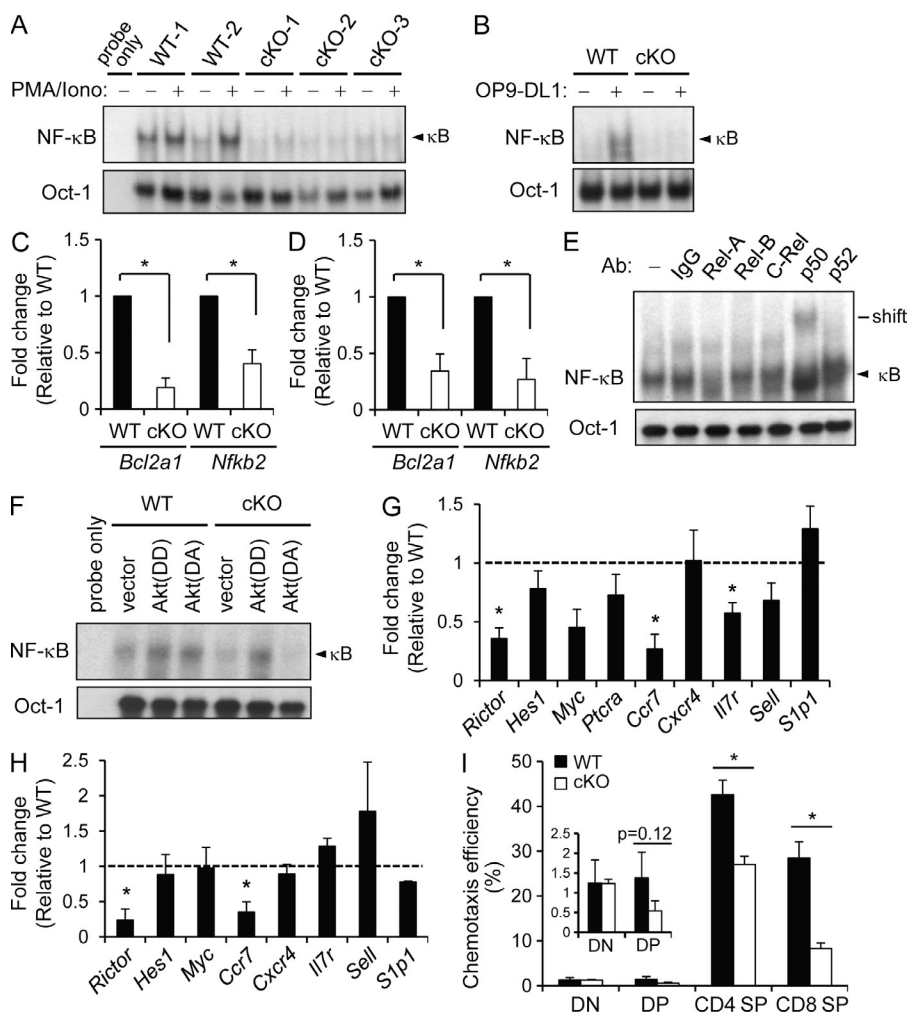 A
probe only
WT-1
WT-2
cKO-1
cKO-2
cKO-3
PMA/Iono: – – + – + – + – + – +
NF-κB
κB
Oct-1
B
WT cKO
OP9-DL1: – + – +
NF-κB
κB
Oct-1
C
Fold change
(Relative to WT)
1.5
1
0.5
0
*
*
WT cKO WT cKO
Bcl2a1 Nfkb2
D
Fold change
(Relative to WT)
1.5
1
0.5
0
*
*
WT cKO WT cKO
Bcl2a1 Nfkb2
E
Ab: – IgG Rel-A Rel-B C-Rel p50 p52
shift
NF-κB
κB
Oct-1
F
WT cKO
probe only
vector
Akt(DD)
Akt(DA)
vector
Akt(DD)
Akt(DA)
NF-κB
κB
Oct-1
G
Fold change
(Relative to WT)
1.5
1
0.5
0
*
*
*
Rictor Hes1 Myc Ptcra Ccr7 Cxcr4 Il7r Sell S1p1
H
Fold change
(Relative to WT)
2.5
2
1.5
1
0.5
0
*
*
Rictor Hes1 Myc Ccr7 Cxcr4 Il7r Sell S1p1
I
WT
cKO
Chemotaxis efficiency
(%)
50
40
30
20
10
0
2.5
2
1.5
1
0.5
0
p=0.12
DN DP
*
*
DN DP CD4 SP CD8 SP